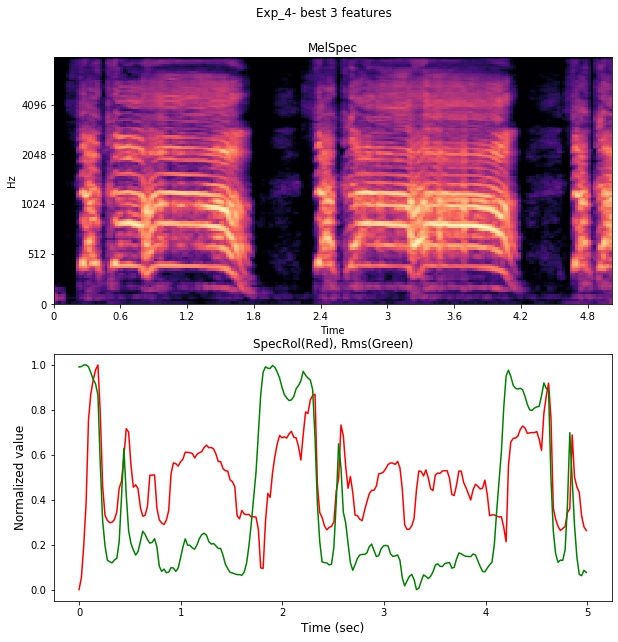 Exp_4- best 3 features
MelSpec
Hz
4096
2048
1024
512
0
0 0.6 1.2 1.8 2.4 3 3.6 4.2 4.8
Time
SpecRol(Red), Rms(Green)
Normalized value
1.0
0.8
0.6
0.4
0.2
0.0
0 1 2 3 4 5
Time (sec)